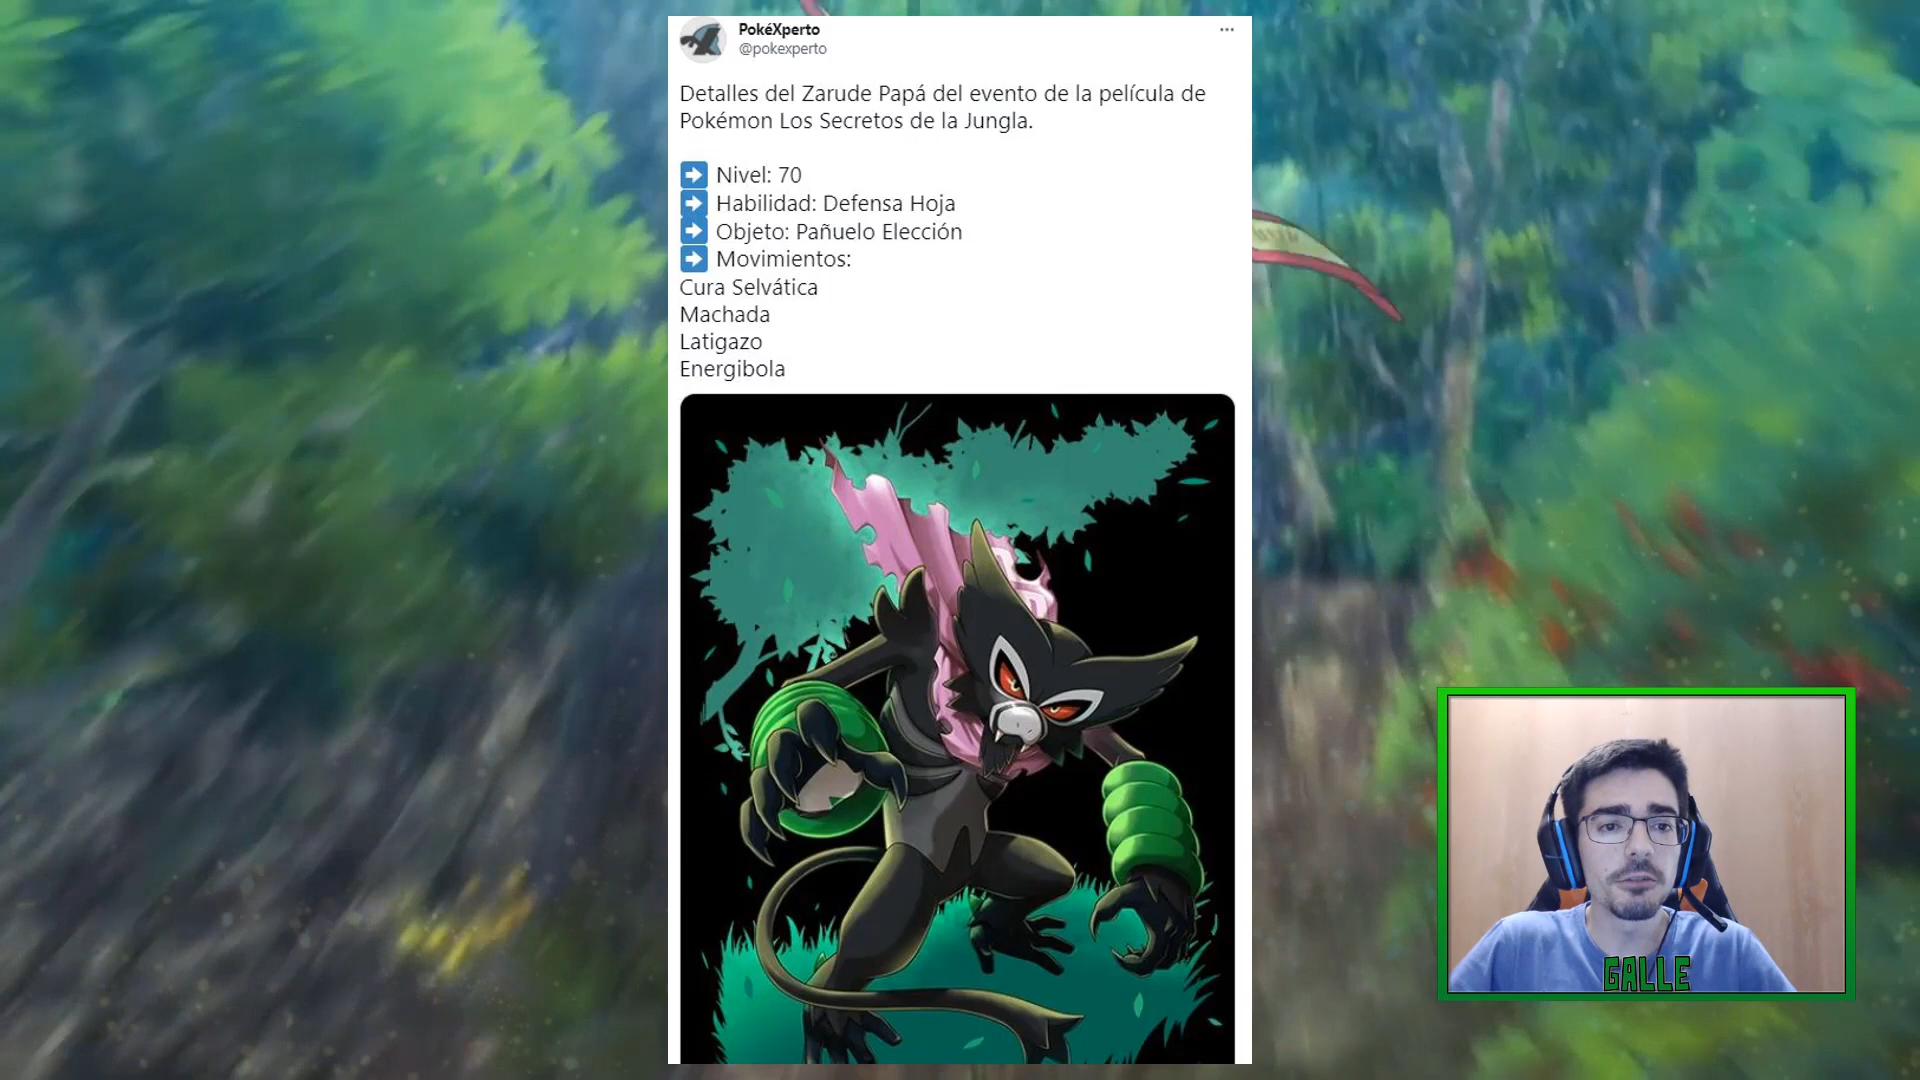 PokéXperto
@pokexperto
Detalles del Zarude Papá del evento de la película de
Pokémon Los Secretos de la Jungla.
Nivel: 70
Habilidad: Defensa Hoja
Objeto: Pañuelo Elección
Movimientos:
Cura Selvática
Machada
Latigazo
Energibola
GALLE